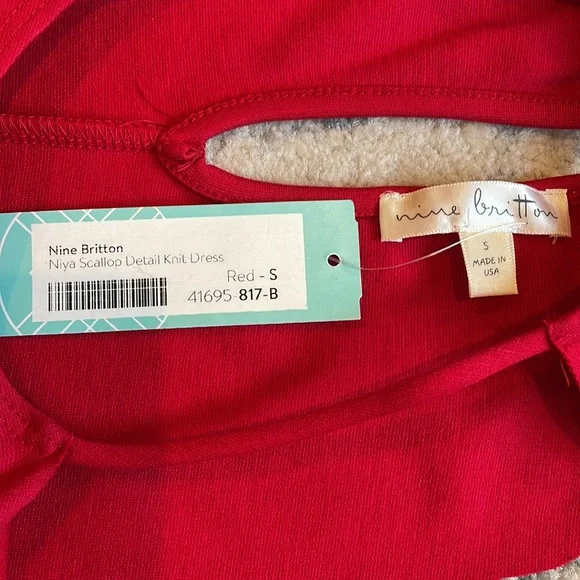 Nine Britton
Niya Scallop Detail Knit Dress
Red - S
41695-817-B
nine britton
S
MADE IN
USA